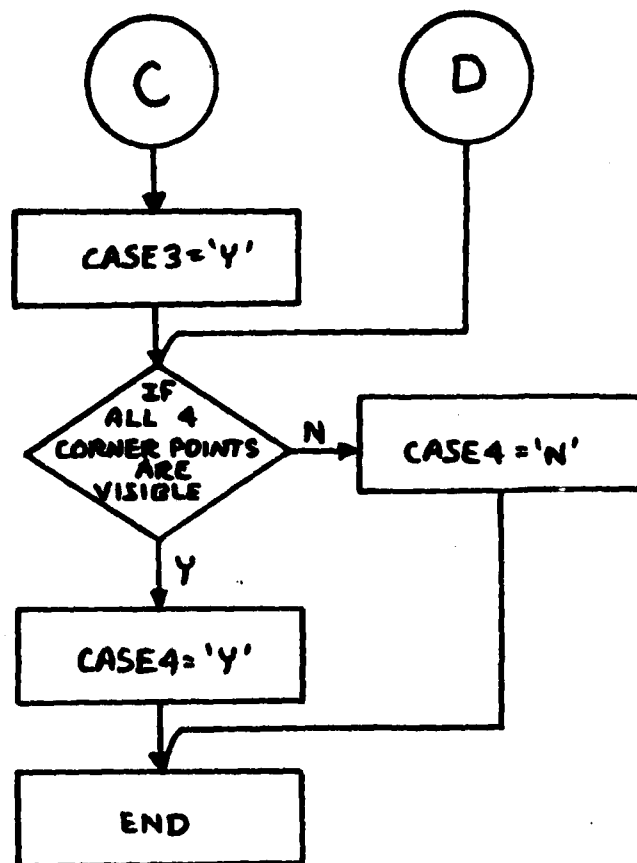 C
D
CASE3='Y'
IF
ALL 4
CORNER POINTS
ARE
VISIBLE
N
CASE4='N'
Y
CASE4='Y'
END